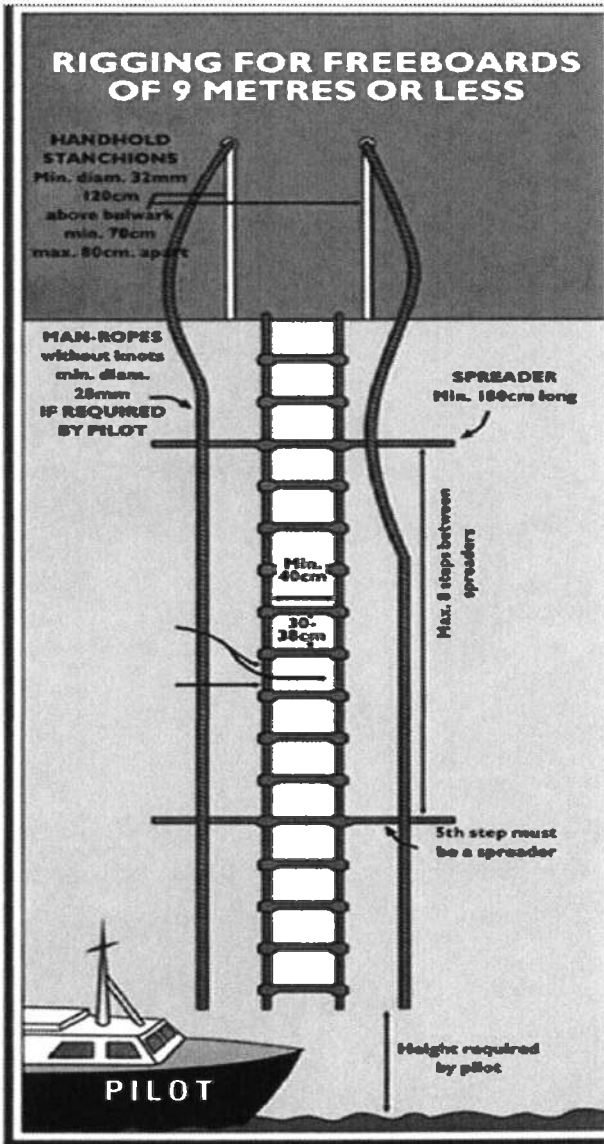 RIGGING FOR FREEBOARDS
OF 9 METRES OR LESS
HANDHOLD
STANCHIONS
Min. diam. 32mm
120cm
above bulwark
min. 70cm
max. 80cm. apart
MAN-ROPES
without knots
min. diam.
28mm
IF REQUIRED
BY PILOT
SPREADER
Min. 180cm long
Max. 8 steps between
spreaders
Min.
40cm
30-
38cm
5th step must
be a spreader
Height required
by pilot
PILOT